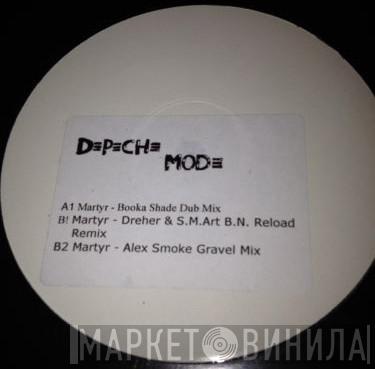 DEPECHE
MODE
A1 Martyr - Booka Shade Dub Mix
B! Martyr - Dreher & S.M.Art B.N. Reload
Remix
B2 Martyr - Alex Smoke Gravel Mix
МАРКЕТ ВИНИЛА